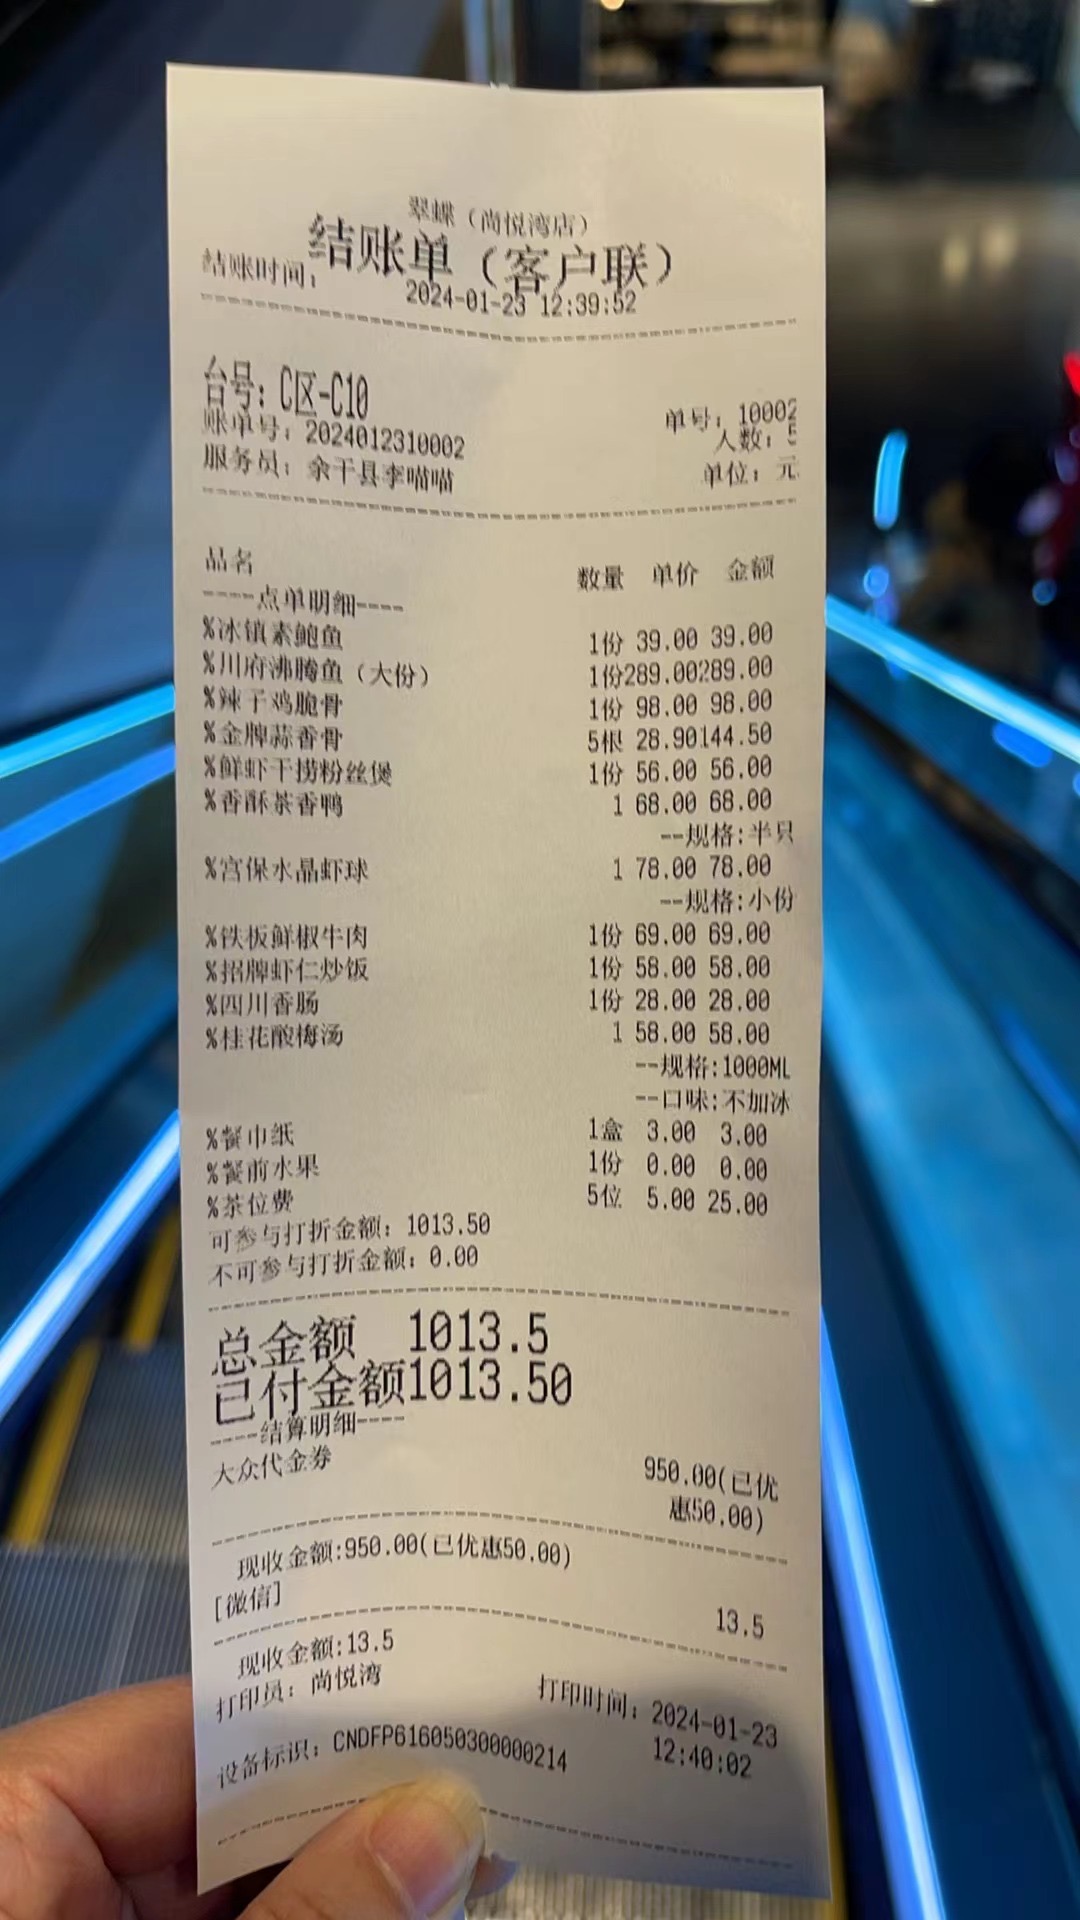 翠蝶（尚悦湾店）
结账单（客户联）
结账时间： 2024-01-23 12:39:52
台号：C区-C10
单号：10002
账单号：2024012310002
人数：5
服务员：余干县李喵喵
单位：元
品名 数量 单价 金额
----点单明细----
%冰镇素鲍鱼 1份 39.00 39.00
%川府沸腾鱼（大份） 1份289.00289.00
%辣子鸡脆骨 1份 98.00 98.00
%金牌蒜香骨 5根 28.90144.50
%鲜虾干捞粉丝煲 1份 56.00 56.00
%香酥茶香鸭 1 68.00 68.00
--规格:半只
%宫保水晶虾球 1 78.00 78.00
--规格:小份
%铁板鲜椒牛肉 1份 69.00 69.00
%招牌虾仁炒饭 1份 58.00 58.00
%四川香肠 1份 28.00 28.00
%桂花酸梅汤 1 58.00 58.00
--规格:1000ML
--口味:不加冰
%餐巾纸 1盒 3.00 3.00
%餐前水果 1份 0.00 0.00
%茶位费 5位 5.00 25.00
可参与打折金额：1013.50
不可参与打折金额：0.00
总金额 1013.5
已付金额1013.50
----结算明细----
大众代金券 950.00(已优
惠50.00)
现收金额:950.00(已优惠50.00)
[微信] 13.5
现收金额:13.5
打印员：尚悦湾 打印时间：2024-01-23
12:40:02
设备标识：CNDFP616050300000214